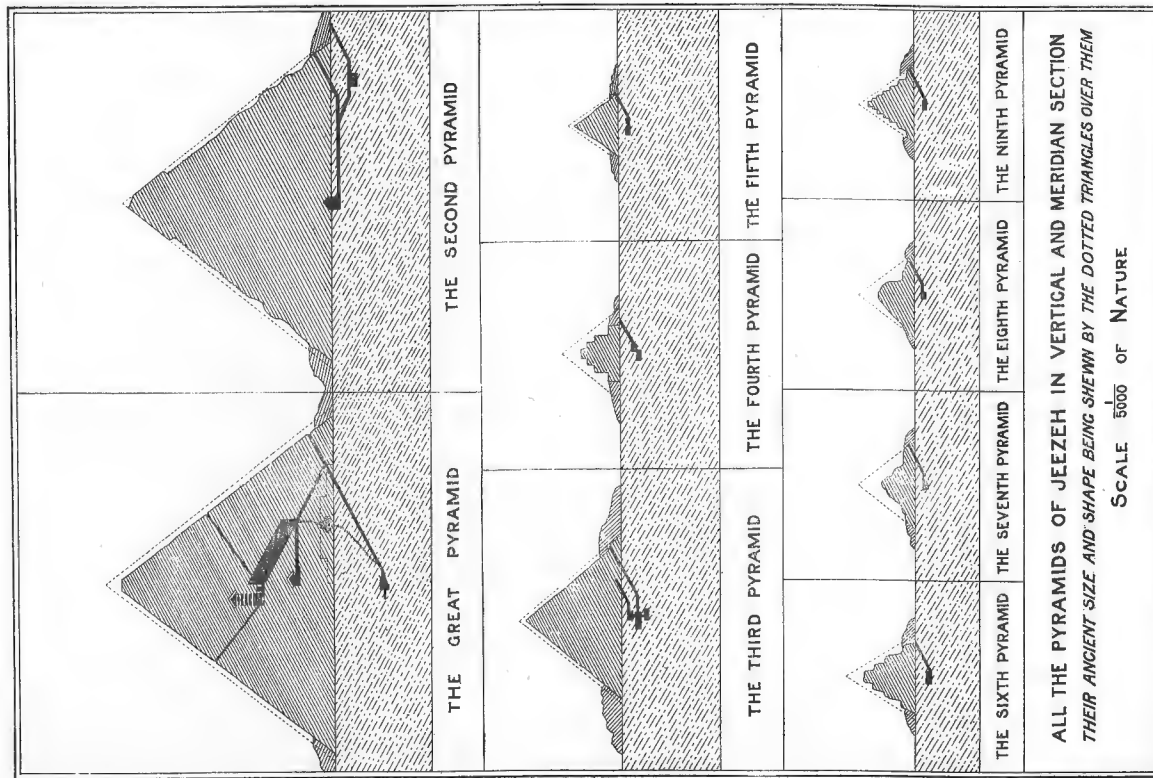 THE GREAT PYRAMID
THE SECOND PYRAMID
THE THIRD PYRAMID
THE FOURTH PYRAMID
THE FIFTH PYRAMID
THE SIXTH PYRAMID
THE SEVENTH PYRAMID
THE EIGHTH PYRAMID
THE NINTH PYRAMID
ALL THE PYRAMIDS OF JEEZEH IN VERTICAL AND MERIDIAN SECTION
THEIR ANCIENT SIZE AND SHAPE BEING SHEWN BY THE DOTTED TRIANGLES OVER THEM
SCALE 1/5000 OF NATURE